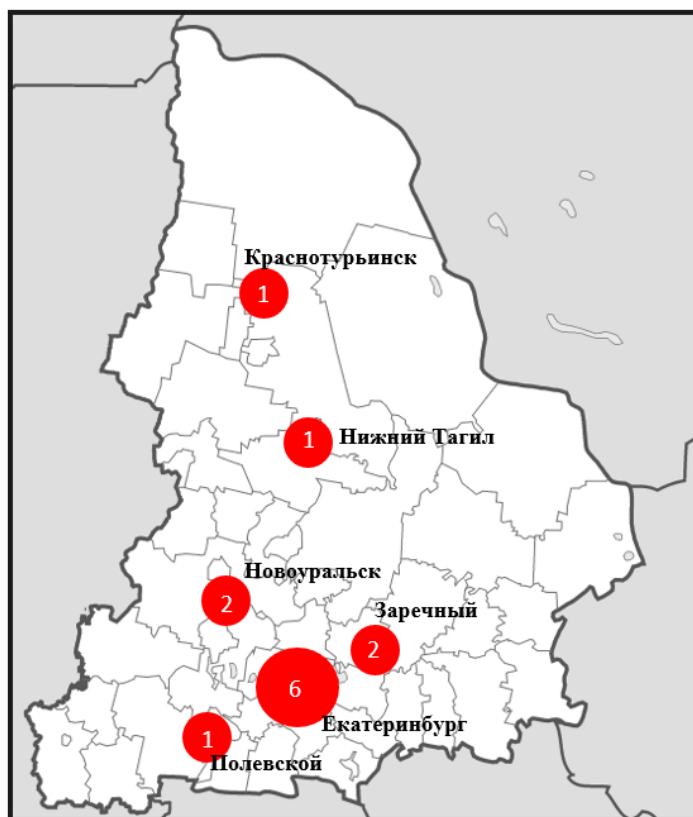 Краснотурьинск
1
1
Нижний Тагил
Новоуральск
2
Заречный
2
6
Екатеринбург
1
Полевской